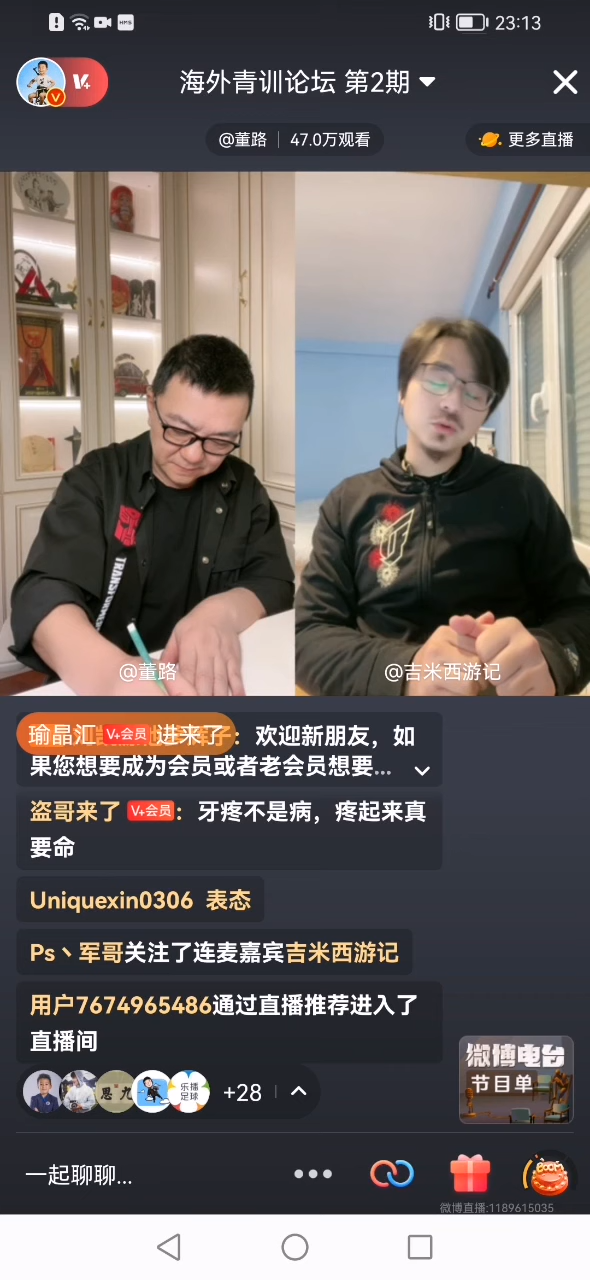 23:13
V4
海外青训论坛 第2期
@董路 47.0万观看
更多直播
@董路
@吉米西游记
瑜晶汇 V+会员 进来了
：欢迎新朋友，如
果您想要成为会员或者老会员想要...
盗哥来了 V+会员：牙疼不是病，疼起来真
要命
Uniquexin0306 表态
Ps丶军哥关注了连麦嘉宾吉米西游记
用户7674965486通过直播推荐进入了
直播间
乐播
足球
+28
微博电台
节目单
一起聊聊...
微博直播:1189615035